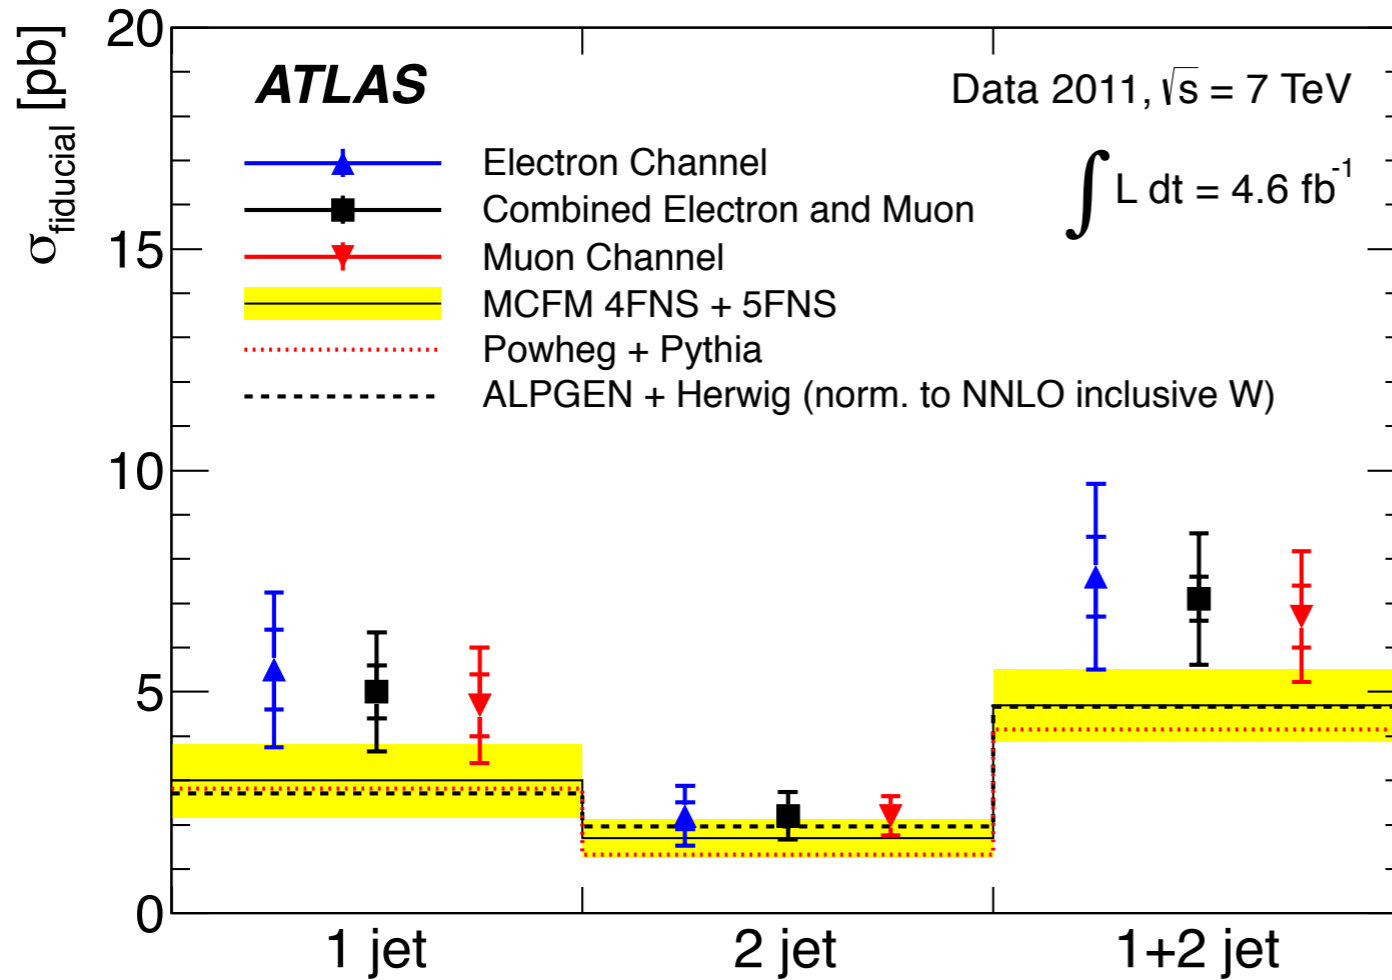 σfiducial [pb]
20
15
10
5
0
ATLAS
Data 2011, √s = 7 TeV
∫ L dt = 4.6 fb-1
Electron Channel
Combined Electron and Muon
Muon Channel
MCFM 4FNS + 5FNS
Powheg + Pythia
ALPGEN + Herwig (norm. to NNLO inclusive W)
1 jet
2 jet
1+2 jet